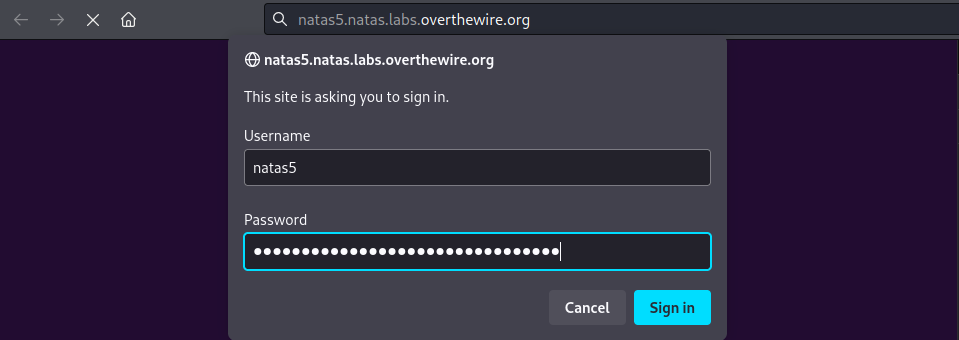 natas5.natas.labs.overthewire.org
natas5.natas.labs.overthewire.org
This site is asking you to sign in.
Username
natas5
Password
••••••••••••••••••••••••••••••••
Cancel Sign in